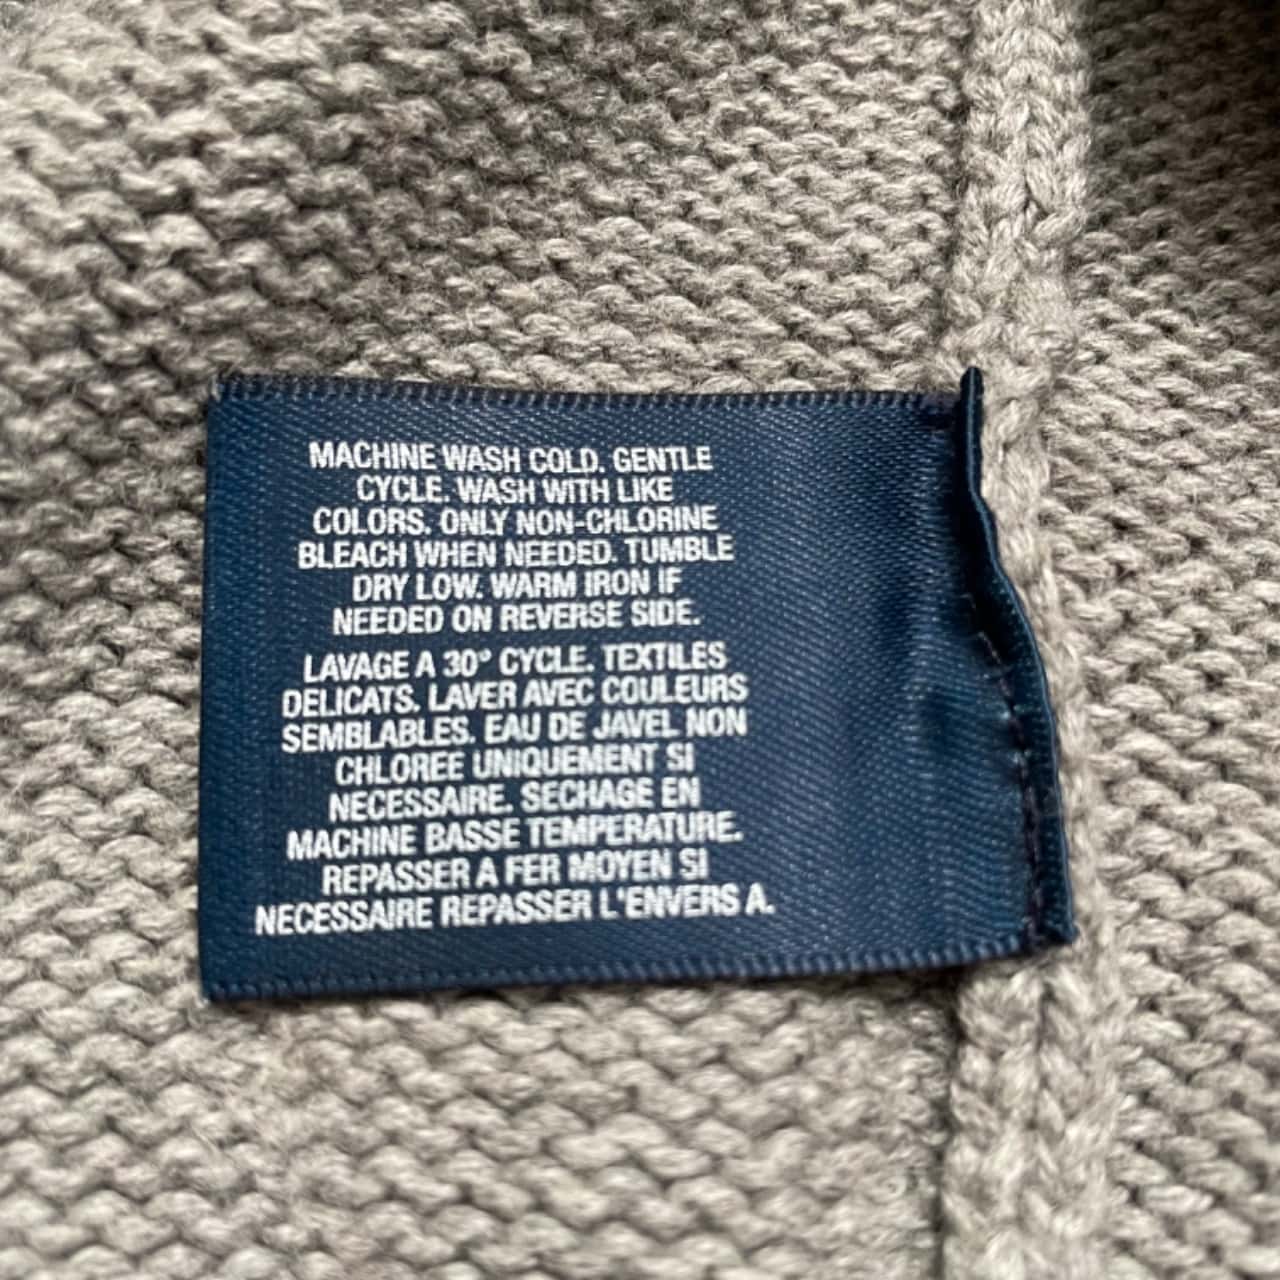 MACHINE WASH COLD. GENTLE
CYCLE. WASH WITH LIKE
COLORS. ONLY NON-CHLORINE
BLEACH WHEN NEEDED. TUMBLE
DRY LOW. WARM IRON IF
NEEDED ON REVERSE SIDE.
LAVAGE A 30° CYCLE. TEXTILES
DELICATS. LAVER AVEC COULEURS
SEMBLABLES. EAU DE JAVEL NON
CHLOREE UNIQUEMENT SI
NECESSAIRE. SECHAGE EN
MACHINE BASSE TEMPERATURE.
REPASSER A FER MOYEN SI
NECESSAIRE REPASSER L'ENVERS A.